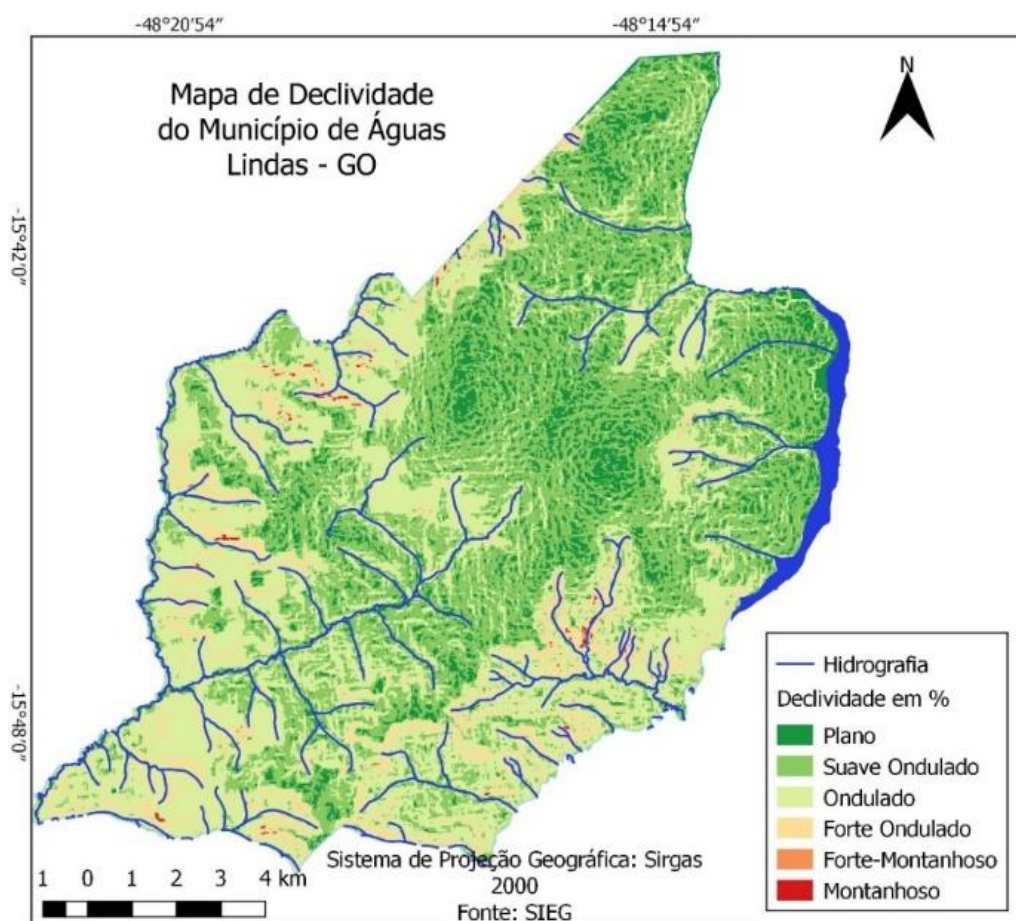 -48°20′54″
-48°14′54″
Mapa de Declividade
do Município de Águas
Lindas - GO
N
-15°42′0″
-15°48′0″
Hidrografia
Declividade em %
Plano
Suave Ondulado
Ondulado
Forte Ondulado
Forte-Montanhoso
Montanhoso
Sistema de Projeção Geográfica: Sirgas
2000
Fonte: SIEG
1 0 1 2 3 4 km